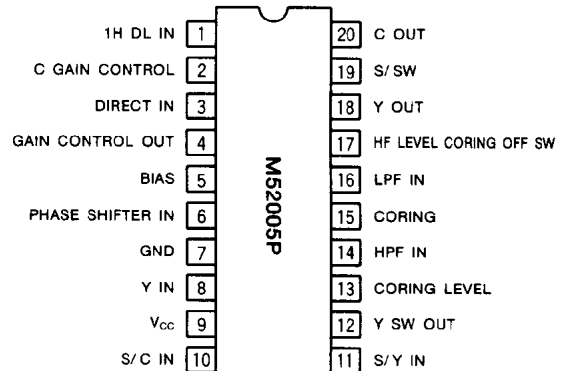 1H DL IN 1
C GAIN CONTROL 2
DIRECT IN 3
GAIN CONTROL OUT 4
BIAS 5
PHASE SHIFTER IN 6
GND 7
Y IN 8
Vcc 9
S/C IN 10
M52005P
20 C OUT
19 S/SW
18 Y OUT
17 HF LEVEL CORING OFF SW
16 LPF IN
15 CORING
14 HPF IN
13 CORING LEVEL
12 Y SW OUT
11 S/Y IN